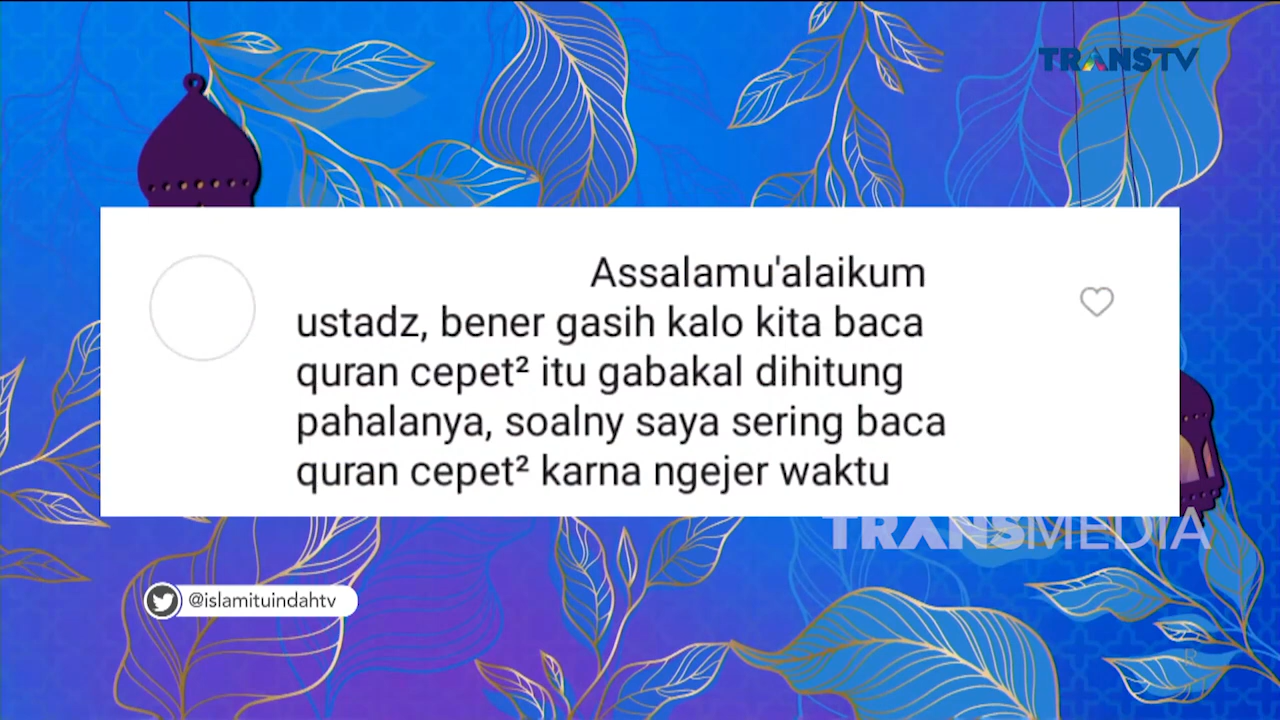 TRANSTV
Assalamu'alaikum
ustadz, bener gasih kalo kita baca
quran cepet² itu gabakal dihitung
pahalanya, soalny saya sering baca
quran cepet² karna ngejer waktu
TRANSMEDIA
@islamituindahtv
R